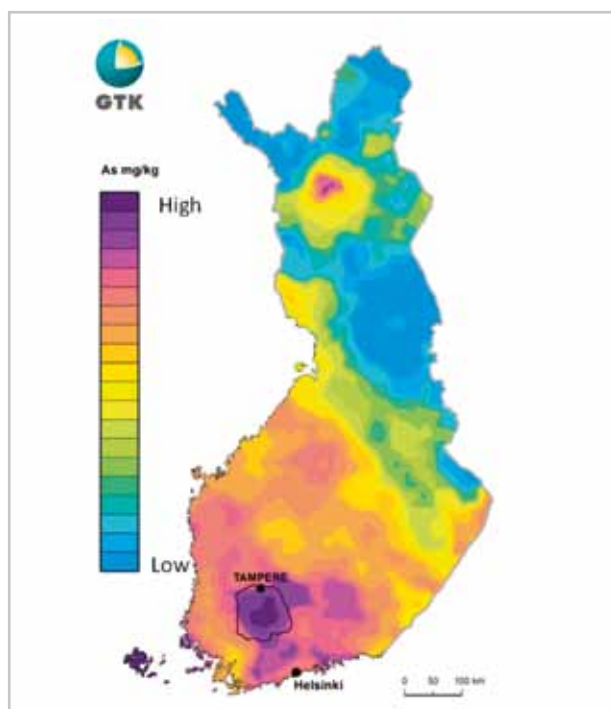 GTK
As mg/kg
High
Low
TAMPERE
Helsinki
0 50 100 km